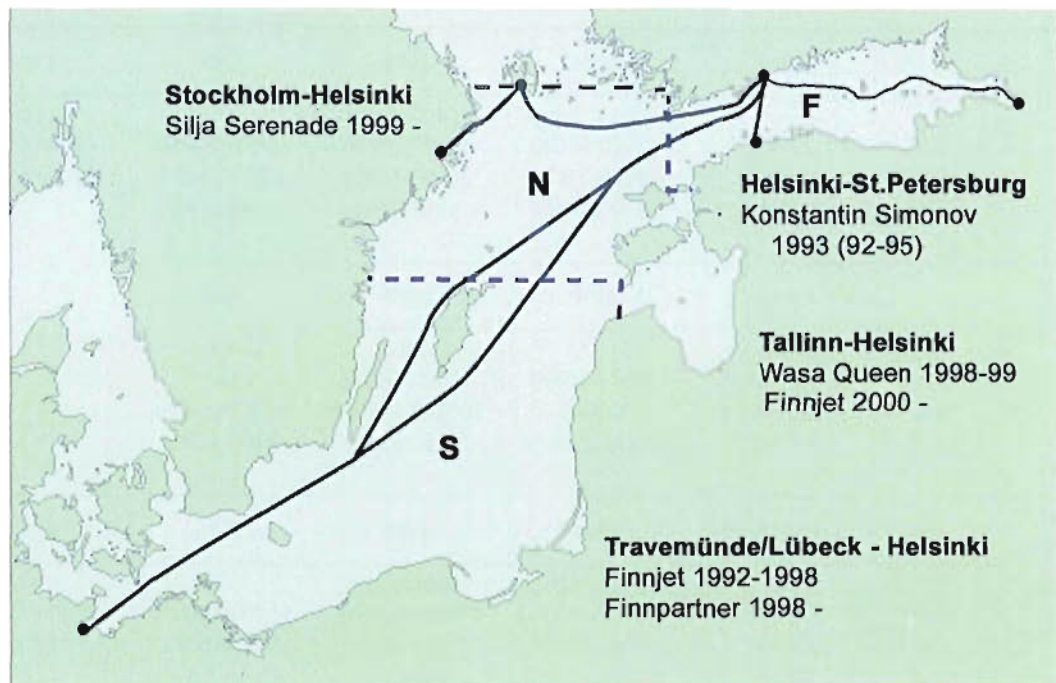 Stockholm-Helsinki
Silja Serenade 1999 -
F
N
Helsinki-St.Petersburg
Konstantin Simonov
1993 (92-95)
Tallinn-Helsinki
Wasa Queen 1998-99
Finnjet 2000 -
S
Travemünde/Lübeck - Helsinki
Finnjet 1992-1998
Finnpartner 1998 -